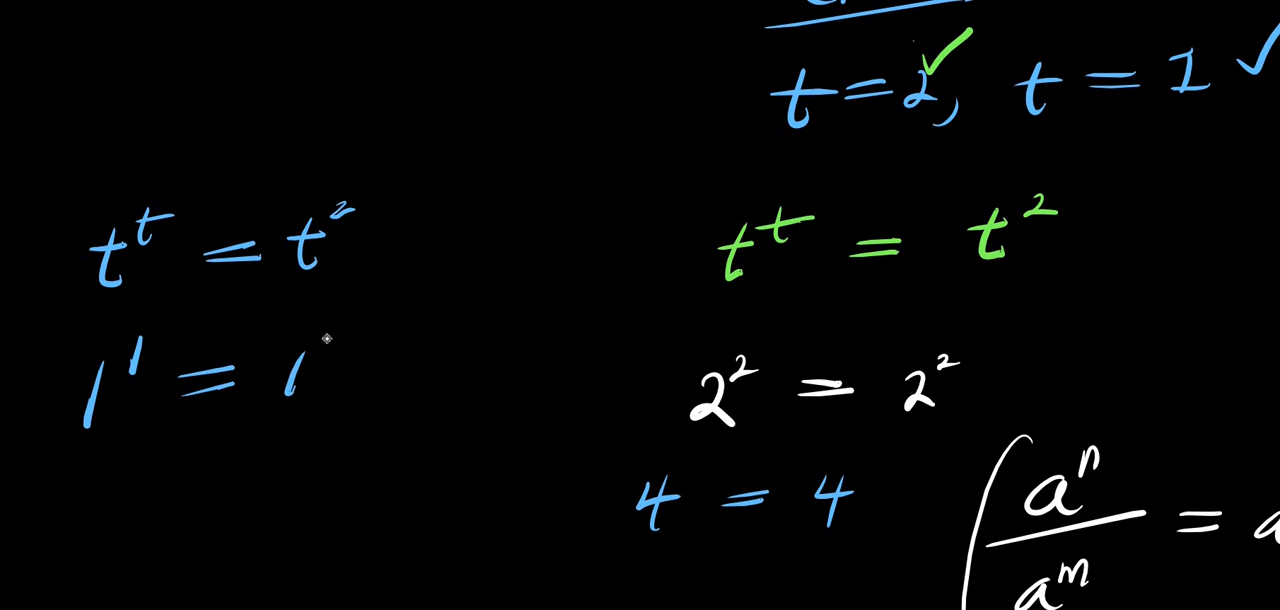 t = 2, t = 1
t^t = t^2 t^t = t^2
1^1 = 1 2^2 = 2^2
4 = 4 a^n / a^m =